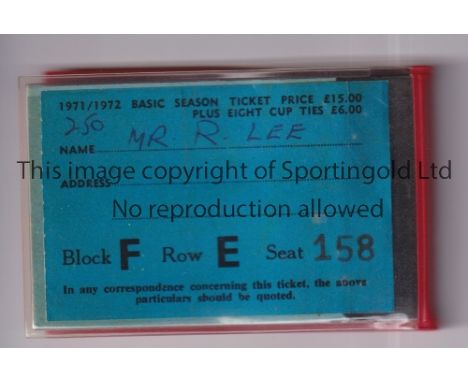 1971/1972 BASIC SEASON TICKET PRICE £15.00
PLUS EIGHT CUP TIES £6.00
250
NAME MR R. LEE
This image copyright of Sportingold Ltd
ADDRESS
No reproduction allowed
Block F Row E Seat 158
In any correspondence concerning this ticket, the above
particulars should be quoted.